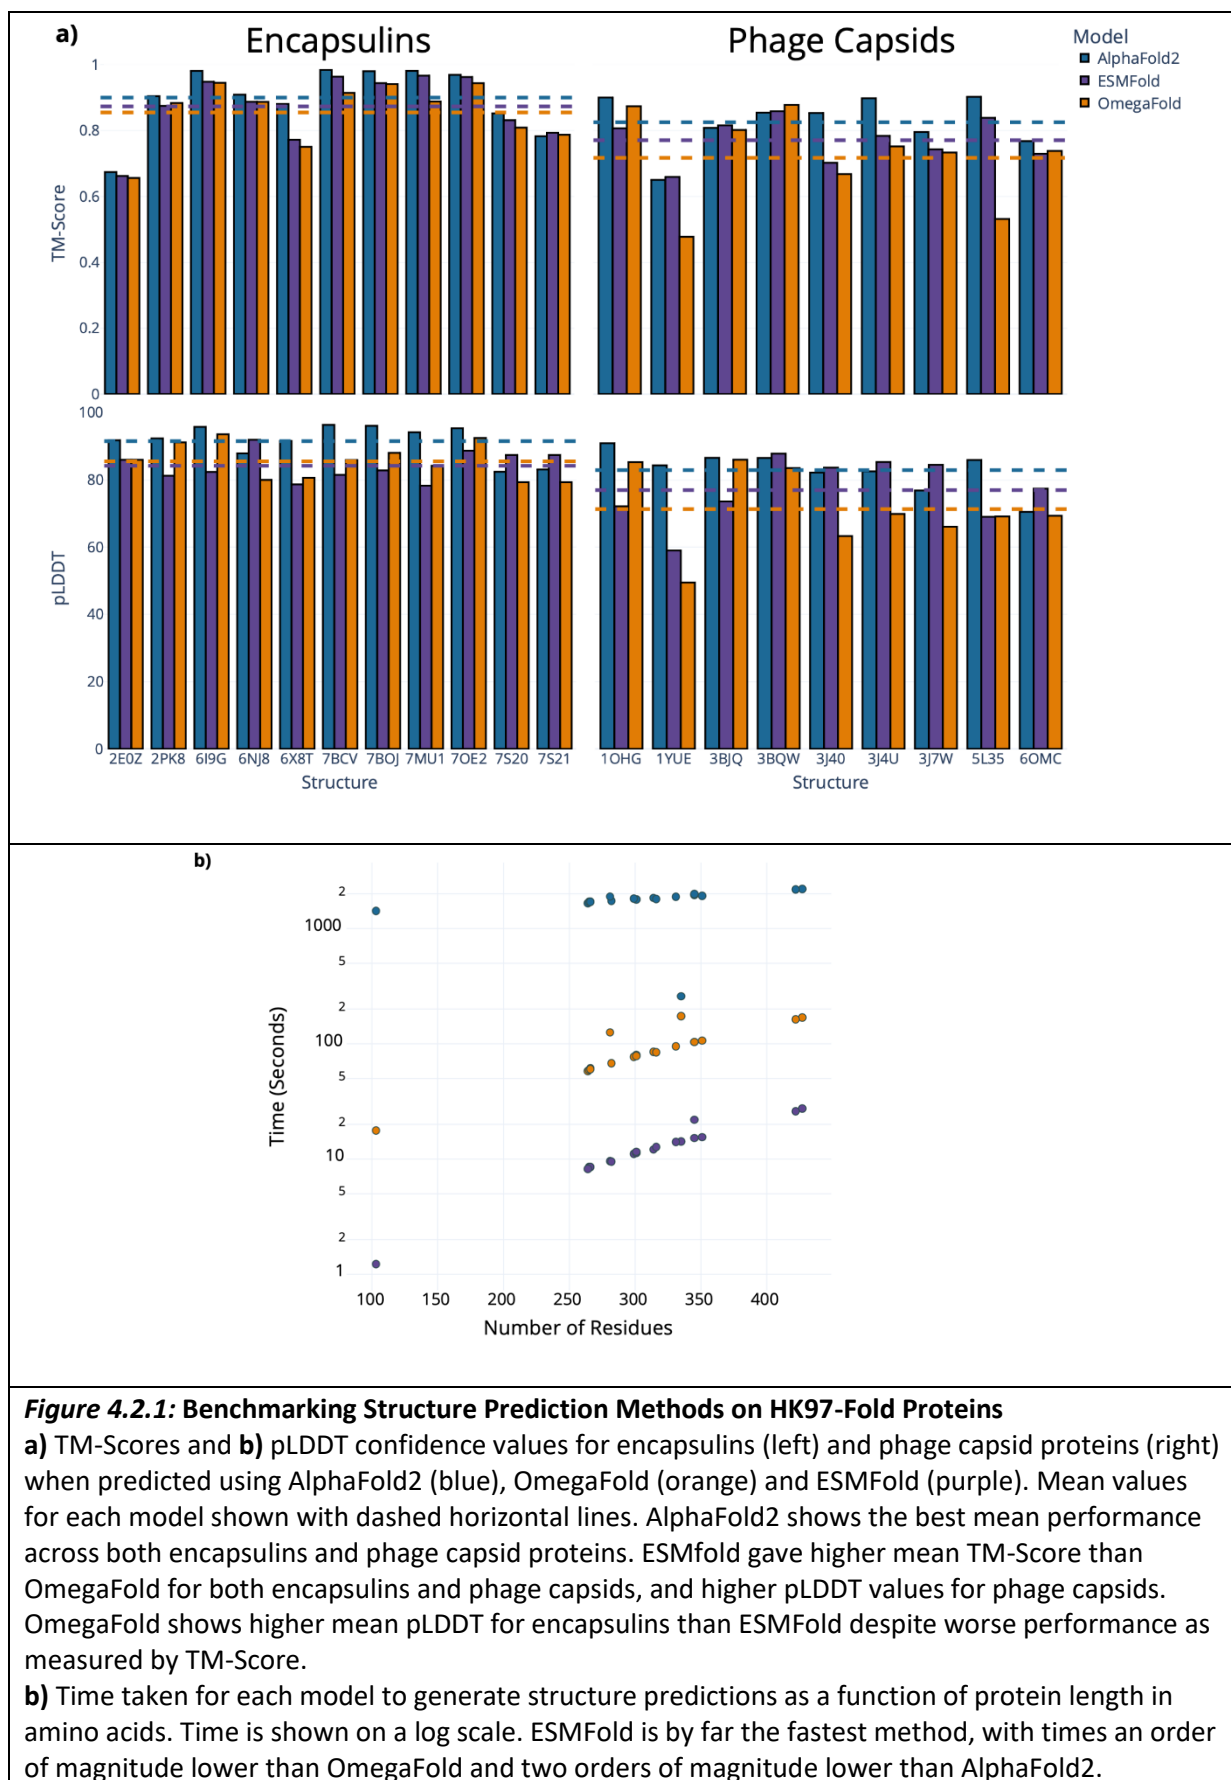 a)
Encapsulins
Phage Capsids
Model
AlphaFold2
ESMFold
OmegaFold
1
0.8
0.6
0.4
0.2
0
TM-Score
100
80
60
40
20
0
pLDDT
2E0Z 2PK8 6I9G 6NJ8 6X8T 7BCV 7BOJ 7MU1 7OE2 7S20 7S21
Structure
1OHG 1YUE 3BJQ 3BQW 3J40 3J4U 3J7W 5L35 6OMC
Structure
b)
2
1000
5
2
100
5
2
10
5
2
1
Time (Seconds)
100 150 200 250 300 350 400
Number of Residues
Figure 4.2.1: Benchmarking Structure Prediction Methods on HK97-Fold Proteins
a) TM-Scores and b) pLDDT confidence values for encapsulins (left) and phage capsid proteins (right)
when predicted using AlphaFold2 (blue), OmegaFold (orange) and ESMFold (purple). Mean values
for each model shown with dashed horizontal lines. AlphaFold2 shows the best mean performance
across both encapsulins and phage capsid proteins. ESMfold gave higher mean TM-Score than
OmegaFold for both encapsulins and phage capsids, and higher pLDDT values for phage capsids.
OmegaFold shows higher mean pLDDT for encapsulins than ESMFold despite worse performance as
measured by TM-Score.
b) Time taken for each model to generate structure predictions as a function of protein length in
amino acids. Time is shown on a log scale. ESMFold is by far the fastest method, with times an order
of magnitude lower than OmegaFold and two orders of magnitude lower than AlphaFold2.